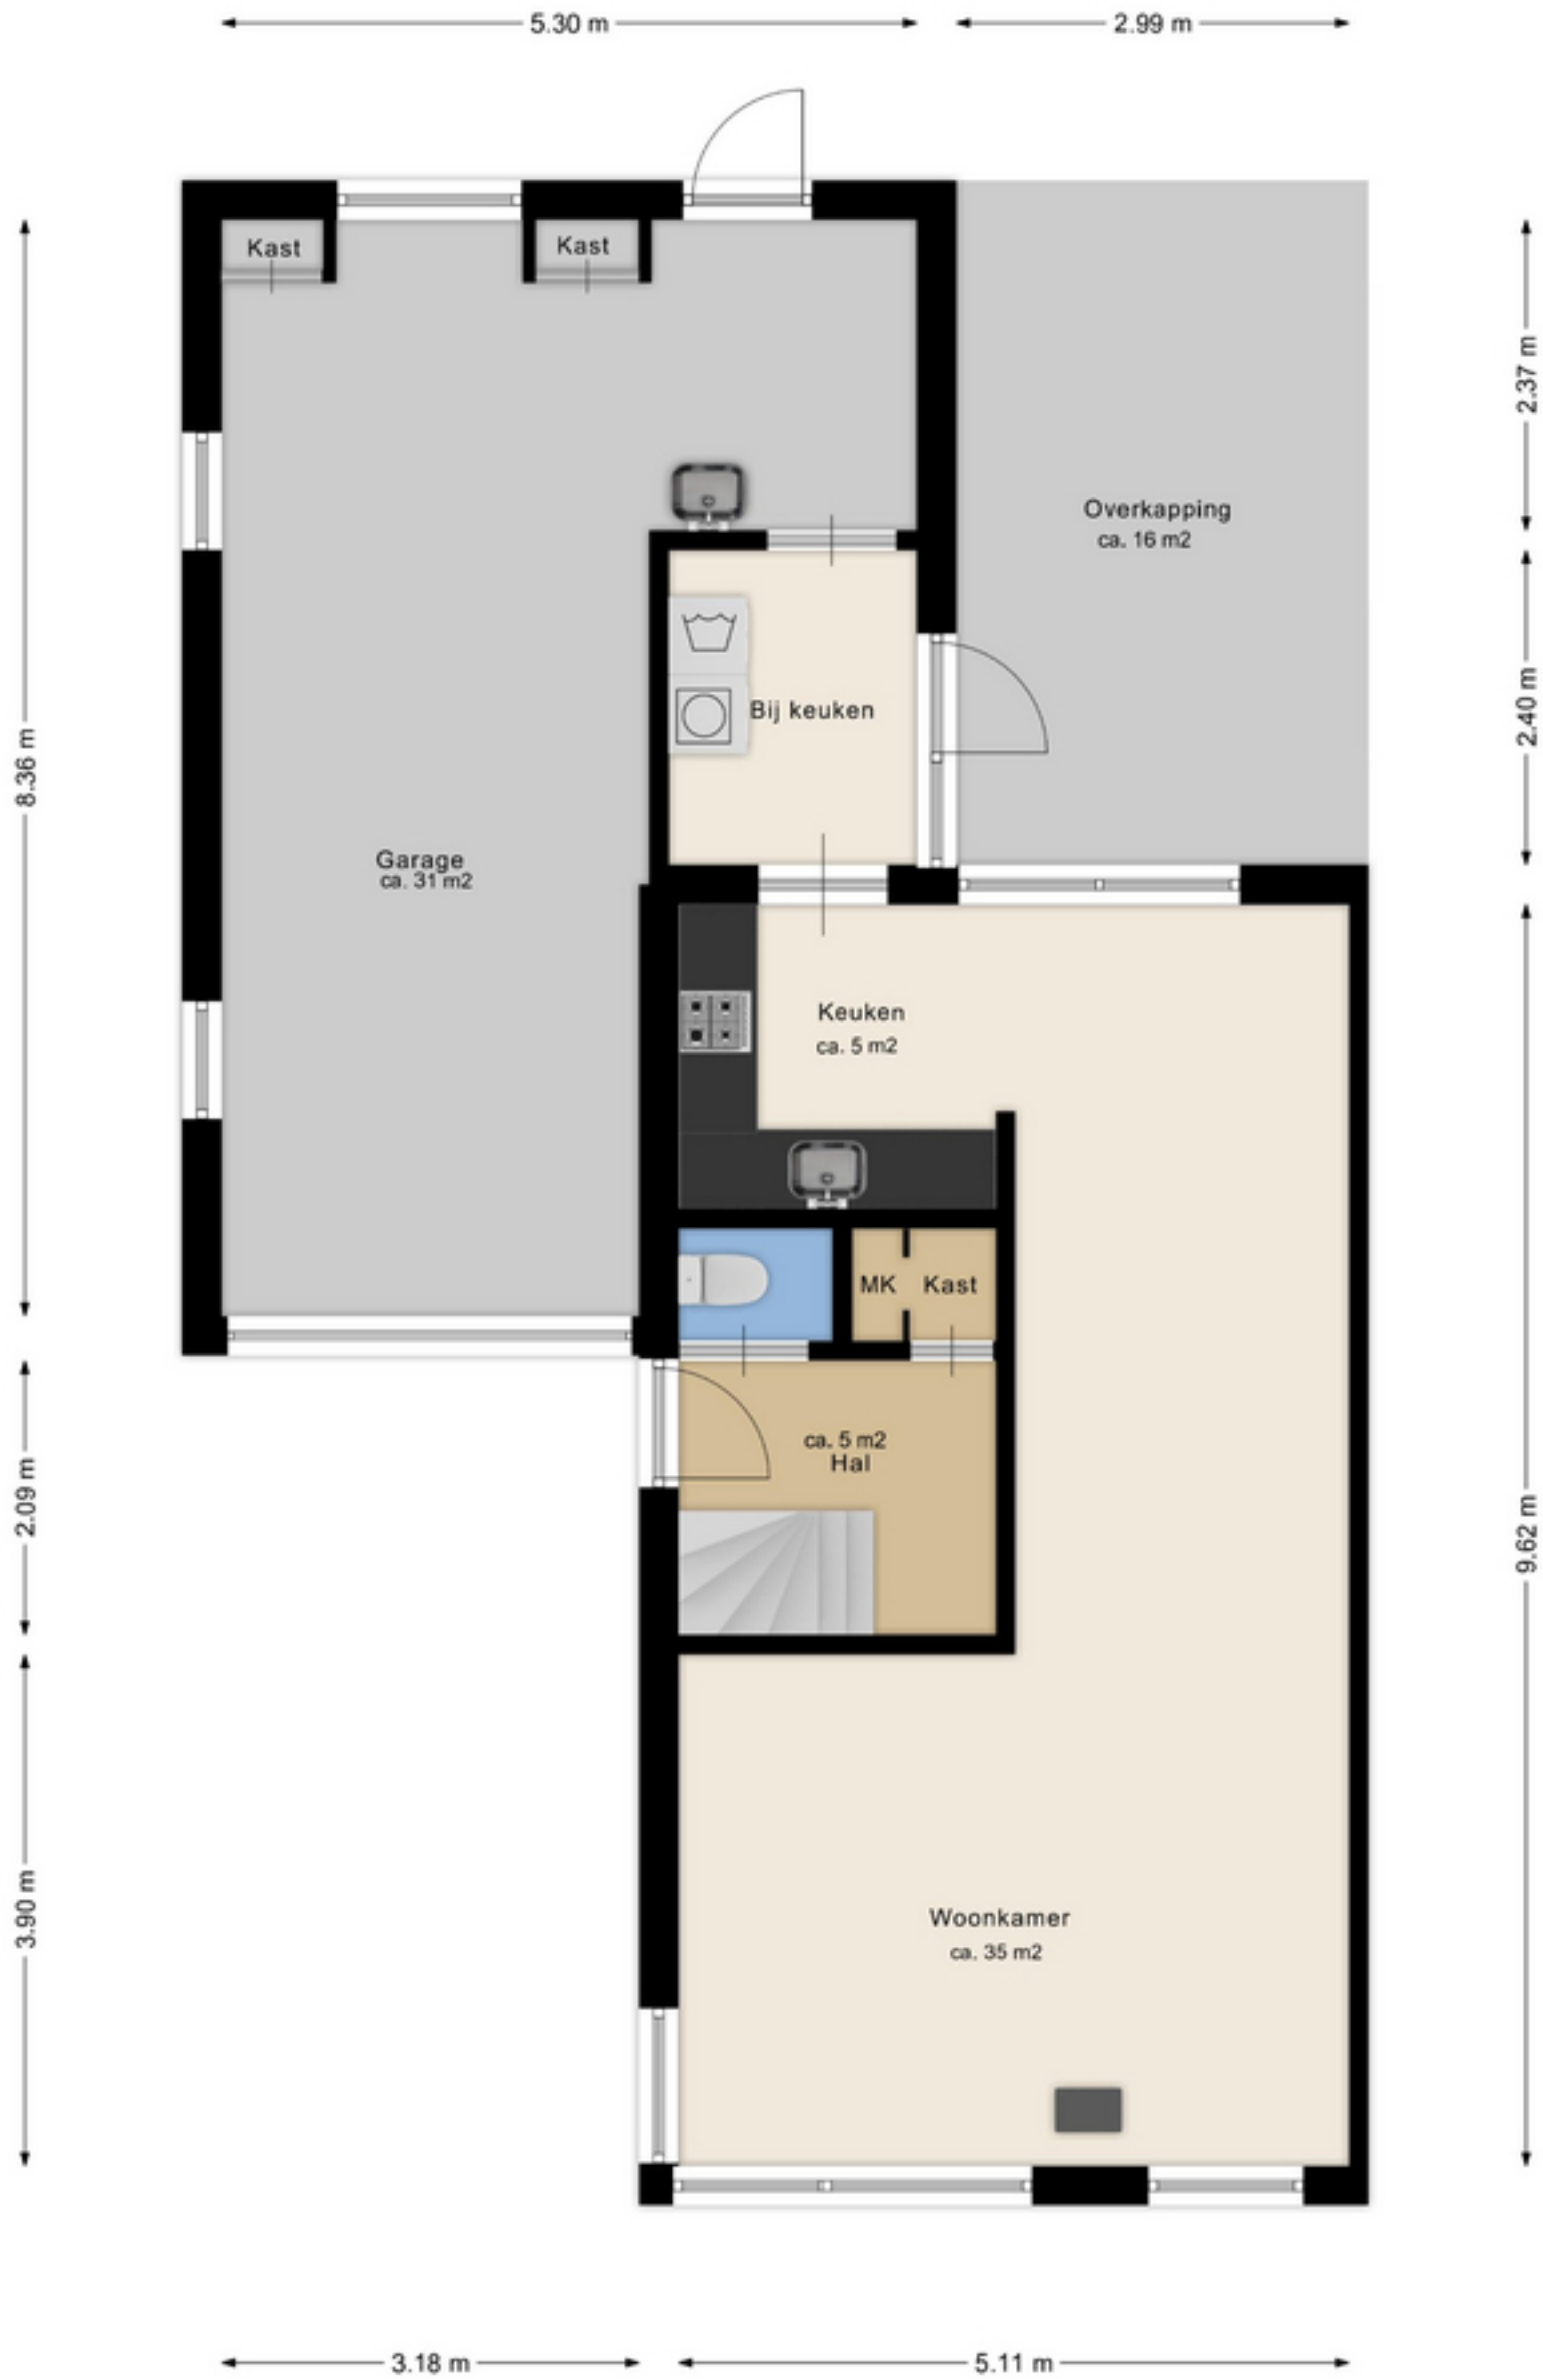 5.30 m
2.99 m
Kast
Kast
2.37 m
Overkapping
ca. 16 m2
2.40 m
Bij keuken
8.36 m
Garage
ca. 31 m2
Keuken
ca. 5 m2
MK
Kast
ca. 5 m2
Hal
2.09 m
9.62 m
3.90 m
Woonkamer
ca. 35 m2
3.18 m
5.11 m